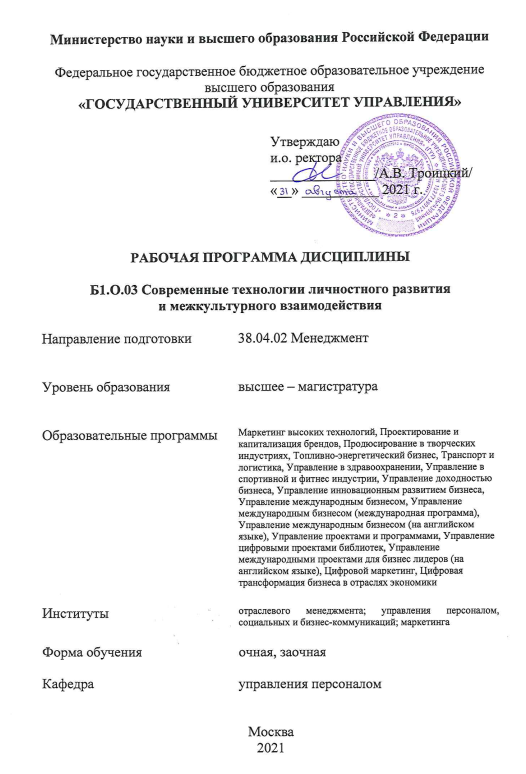 Министерство науки и высшего образования Российской Федерации
Федеральное государственное бюджетное образовательное учреждение
высшего образования
«ГОСУДАРСТВЕННЫЙ УНИВЕРСИТЕТ УПРАВЛЕНИЯ»
Утверждаю
и.о. ректора
/А.В. Троицкий/
«31» августа 2021 г.
РАБОЧАЯ ПРОГРАММА ДИСЦИПЛИНЫ
Б1.О.03 Современные технологии личностного развития
и межкультурного взаимодействия
Направление подготовки 38.04.02 Менеджмент
Уровень образования высшее – магистратура
Образовательные программы Маркетинг высоких технологий, Проектирование и
капитализация брендов, Продюсирование в творческих
индустриях, Топливно-энергетический бизнес, Транспорт и
логистика, Управление в здравоохранении, Управление в
спортивной и фитнес индустрии, Управление доходностью
бизнеса, Управление инновационным развитием бизнеса,
Управление международным бизнесом, Управление
международным бизнесом (международная программа),
Управление международным бизнесом (на английском
языке), Управление проектами и программами, Управление
цифровыми проектами библиотек, Управление
международными проектами для бизнес лидеров (на
английском языке), Цифровой маркетинг, Цифровая
трансформация бизнеса в отраслях экономики
Институты отраслевого менеджмента; управления персоналом,
социальных и бизнес-коммуникаций; маркетинга
Форма обучения очная, заочная
Кафедра управления персоналом
Москва
2021